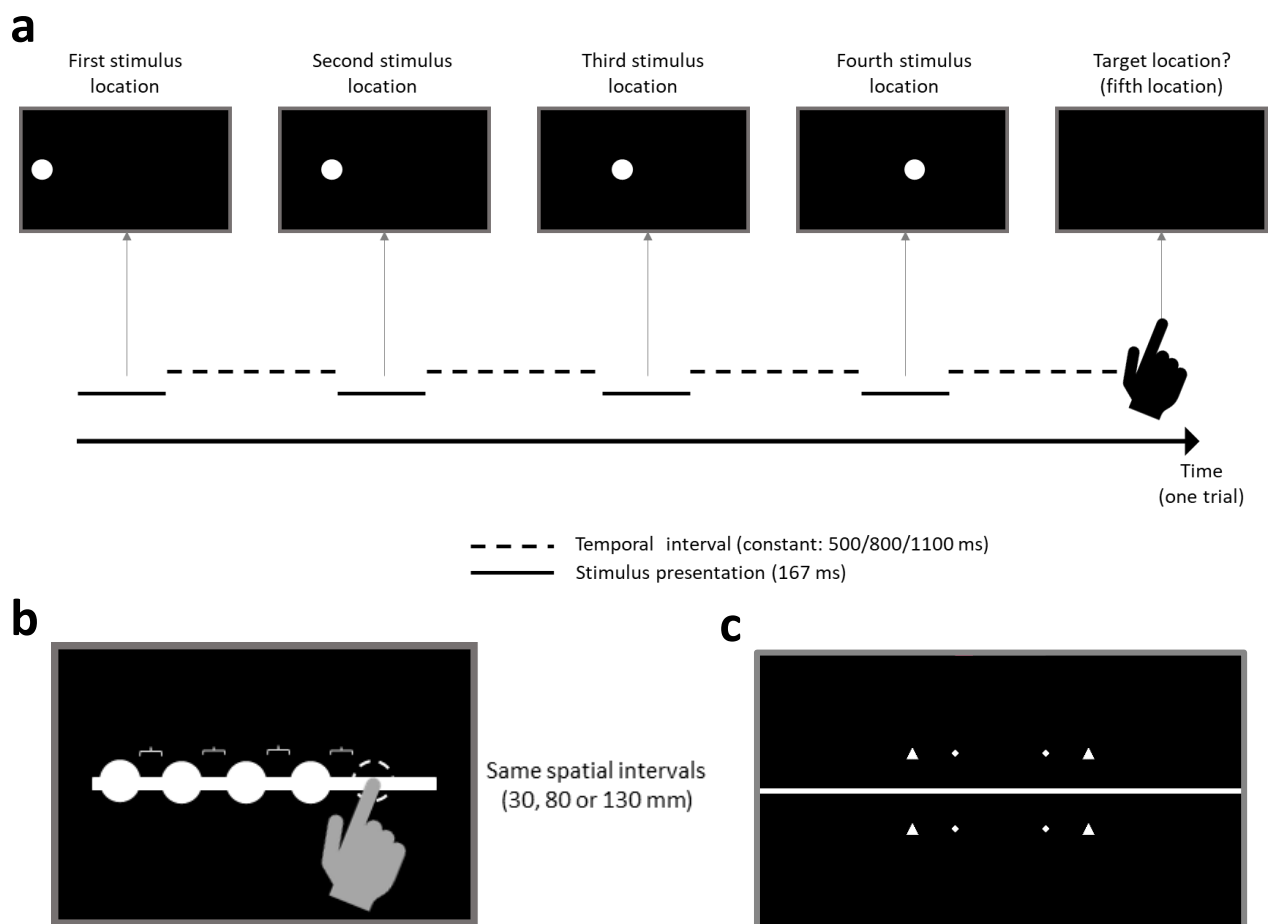 a
First stimulus
location
Second stimulus
location
Third stimulus
location
Fourth stimulus
location
Target location?
(fifth location)
Time
(one trial)
Temporal interval (constant: 500/800/1100 ms)
Stimulus presentation (167 ms)
b
Same spatial intervals
(30, 80 or 130 mm)
c